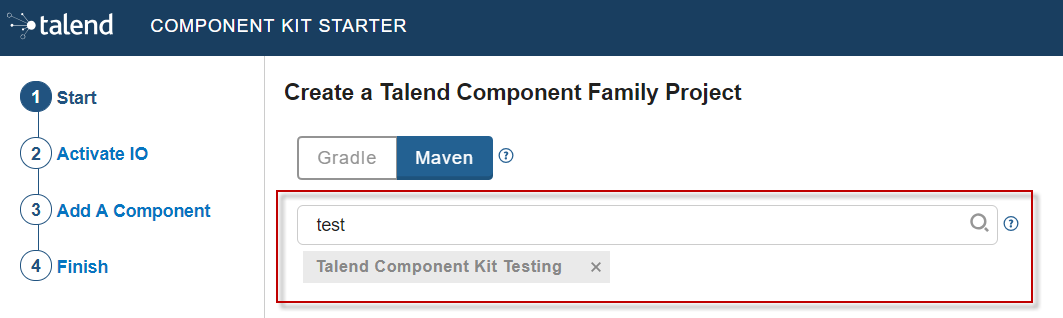 talend COMPONENT KIT STARTER
1 Start
2 Activate IO
3 Add A Component
4 Finish
Create a Talend Component Family Project
Gradle Maven ?
test ?
Talend Component Kit Testing ×